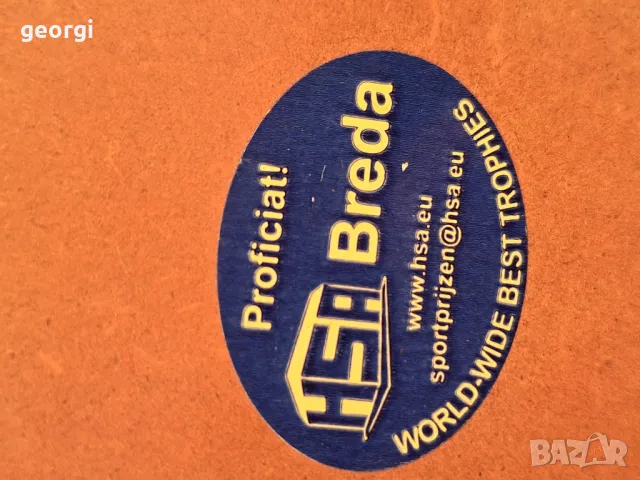 georgi
Proficiat!
HSA Breda
www.hsa.eu
sportprijzen@hsa.eu
WORLD-WIDE BEST TROPHIES
BAZAR